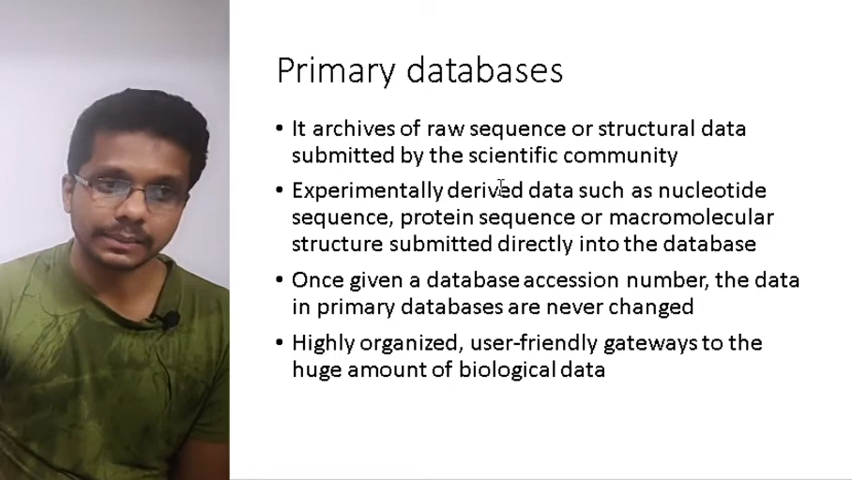 Primary databases
• It archives of raw sequence or structural data
submitted by the scientific community
• Experimentally derived data such as nucleotide
sequence, protein sequence or macromolecular
structure submitted directly into the database
• Once given a database accession number, the data
in primary databases are never changed
• Highly organized, user-friendly gateways to the
huge amount of biological data